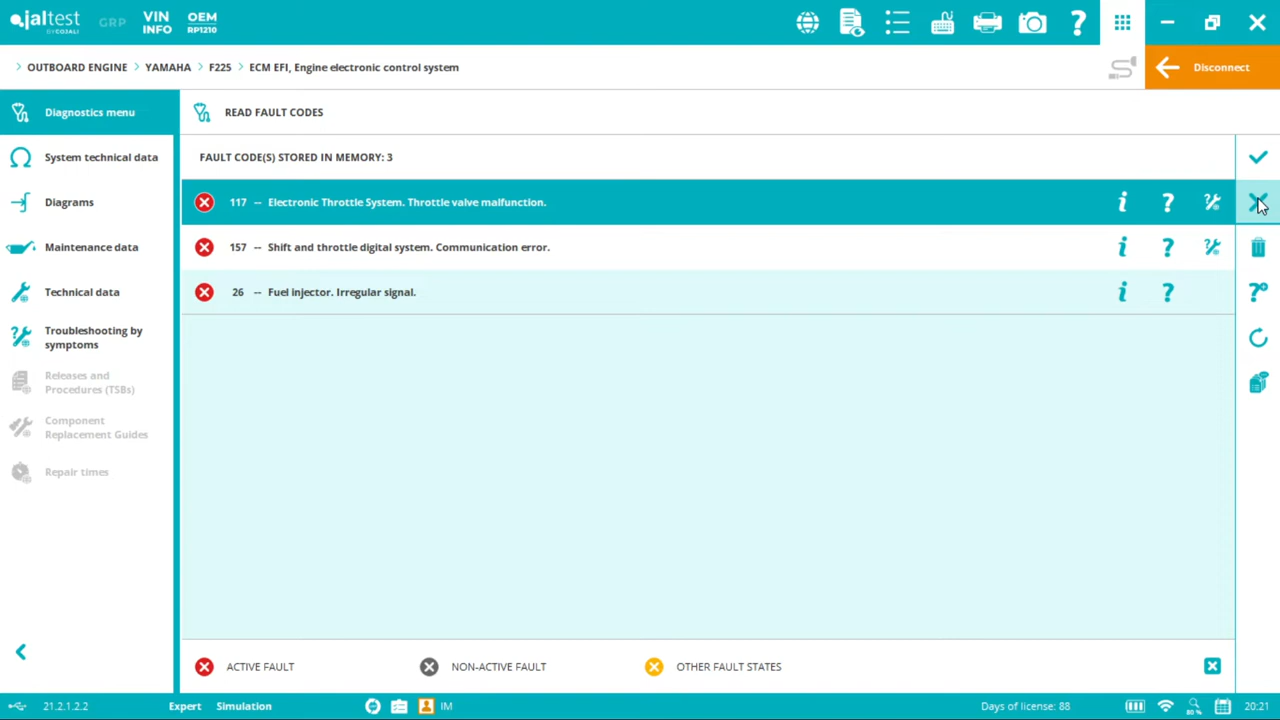 jaltest
BY COJALI
GRP
VIN
INFO
OEM
RP1210
OUTBOARD ENGINE
YAMAHA
F225
ECM EFI, Engine electronic control system
Disconnect
Diagnostics menu
READ FAULT CODES
System technical data
FAULT CODE(S) STORED IN MEMORY: 3
Diagrams
117 -- Electronic Throttle System. Throttle valve malfunction.
Maintenance data
157 -- Shift and throttle digital system. Communication error.
Technical data
26 -- Fuel injector. Irregular signal.
Troubleshooting by
symptoms
Releases and
Procedures (TSBs)
Component
Replacement Guides
Repair times
ACTIVE FAULT
NON-ACTIVE FAULT
OTHER FAULT STATES
21.2.1.2.2
Expert
Simulation
IM
Days of license: 88
20:21